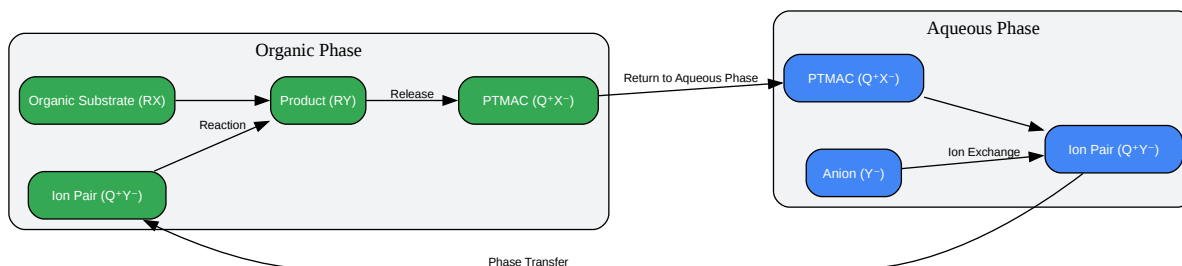 Organic Phase
Organic Substrate (RX)
Product (RY)
Release
PTMAC (Q⁺X⁻)
Reaction
Ion Pair (Q⁺Y⁻)
Return to Aqueous Phase
Aqueous Phase
PTMAC (Q⁺X⁻)
Ion Exchange
Anion (Y⁻)
Ion Pair (Q⁺Y⁻)
Phase Transfer